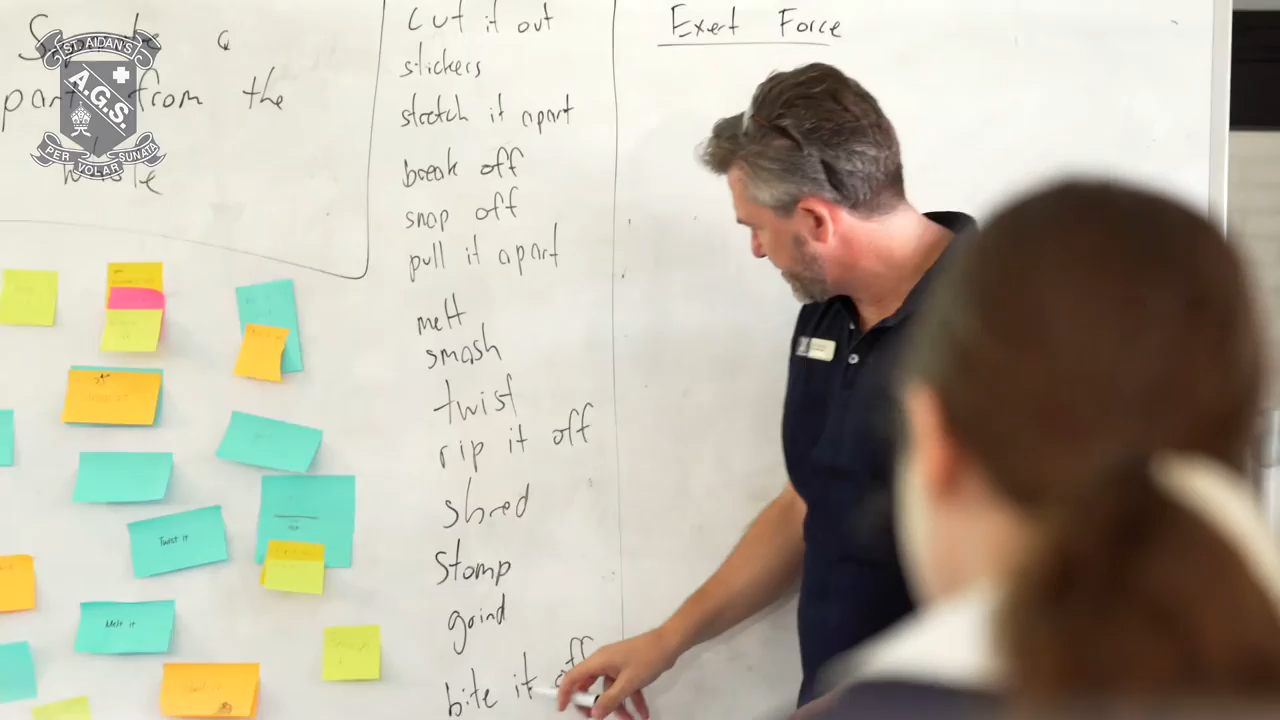 ST. AIDAN'S
A.G.S.
PER VOLAR SUNATA
a
part from the
whole
cut it out
stickers
stretch it apart
break off
snap off
pull it apart
melt
smash
twist
rip it off
shred
Stomp
grind
bite it off
Exert Force
Twist it
Melt it